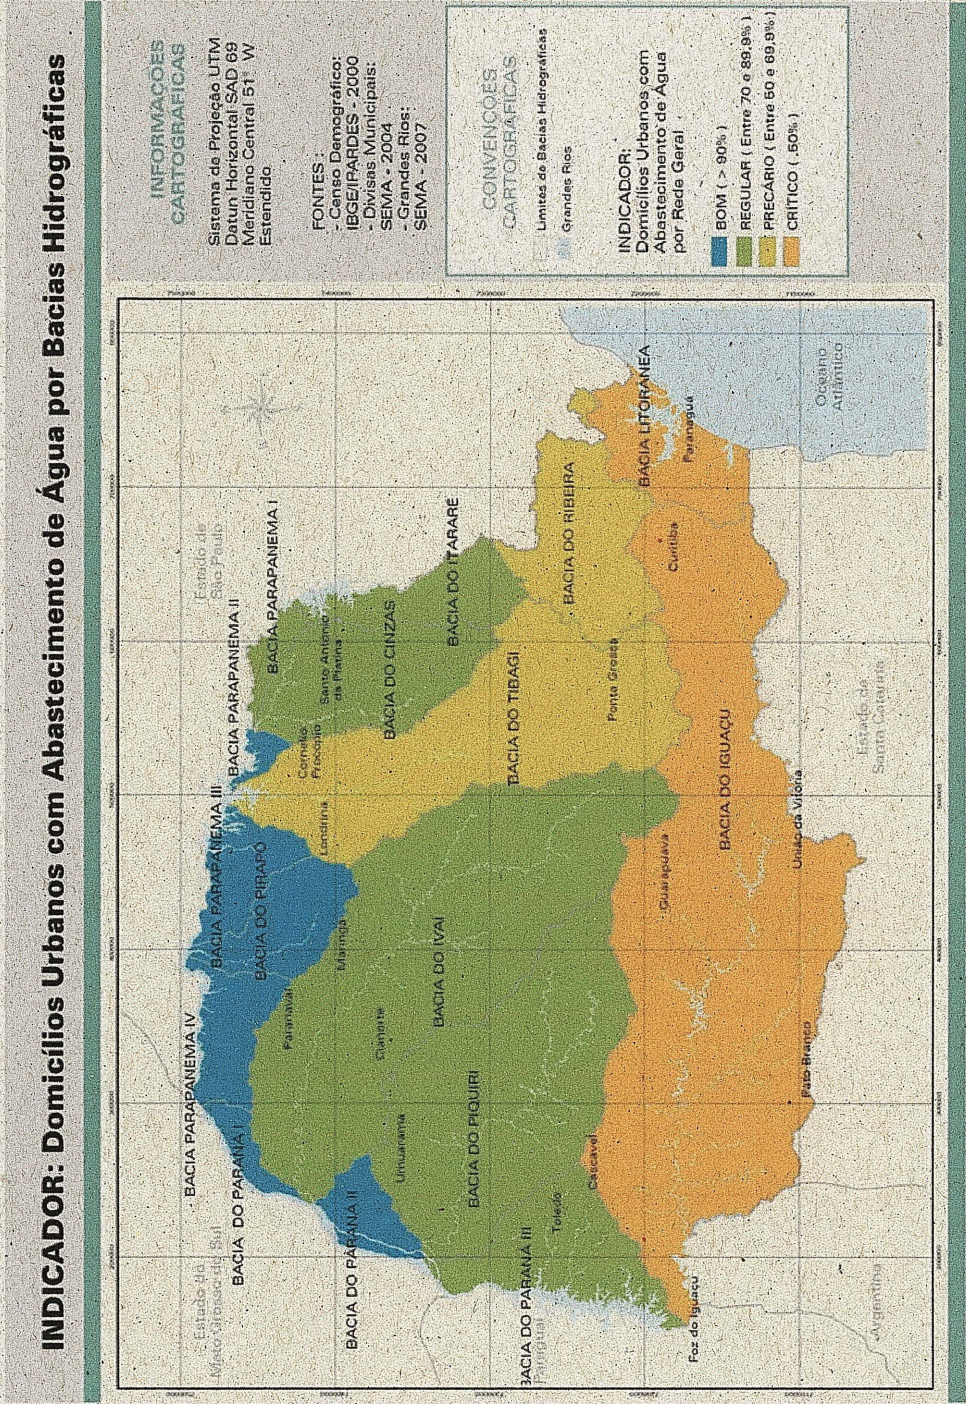 INDICADOR: Domicílios Urbanos com Abastecimento de Água por Bacias Hidrográficas
INFORMAÇÕES
CARTOGRÁFICAS
Sistema de Projeção UTM
Datun Horizontal SAD 69
Meridiano Central 51° W
Estendido
FONTES:
- Censo Demográfico:
IBGE/IPARDES - 2000
- Divisas Municipais:
SEMA - 2004
- Grandes Rios:
SEMA - 2007
CONVENÇÕES
CARTOGRÁFICAS
Limites de Bacias Hidrográficas
Grandes Rios
INDICADOR:
Domicílios Urbanos com
Abastecimento de Água
por Rede Geral
BOM ( > 90% )
REGULAR ( Entre 70 e 89,9% )
PRECÁRIO ( Entre 50 e 69,9% )
CRÍTICO ( 50% )
BACIA PARAPANEMA IV
BACIA PARAPANEMA III
BACIA PARAPANEMA II
BACIA PARAPANEMA I
Estado de
São Paulo
Estado do
Mato Grosso do Sul
BACIA DO PARANÁ I
BACIA DO PIRAPÓ
Santo Antônio
da Platina
Cornélio
Procópio
Londrina
Maringá
Paranavaí
BACIA DO PARANÁ II
Cianorte
Umuarama
BACIA DO CINZAS
BACIA DO ITARARÉ
BACIA DO IVAÍ
BACIA DO PIQUIRI
BACIA DO TIBAGI
BACIA DO RIBEIRA
BACIA DO PARANÁ III
Paraguai
Toledo
Cascavel
Ponta Grossa
Guarapuava
Curitiba
BACIA LITORÂNEA
Paranaguá
Foz do Iguaçu
BACIA DO IGUAÇU
União da Vitória
Pato Branco
Oceano
Atlântico
Estado de
Santa Catarina
Argentina